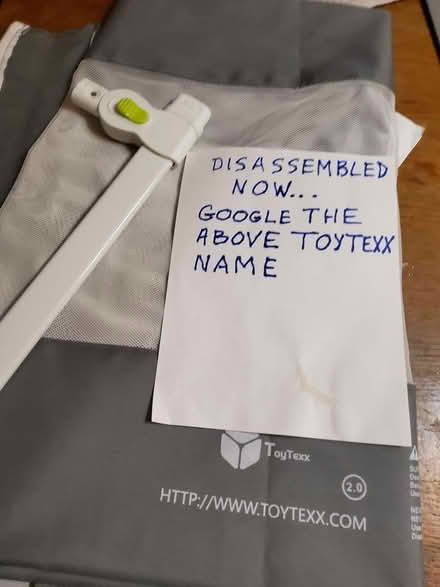 DISASSEMBLED
NOW...
GOOGLE THE
ABOVE TOYTEXX
NAME
ToyTexx
2.0
HTTP://WWW.TOYTEXX.COM